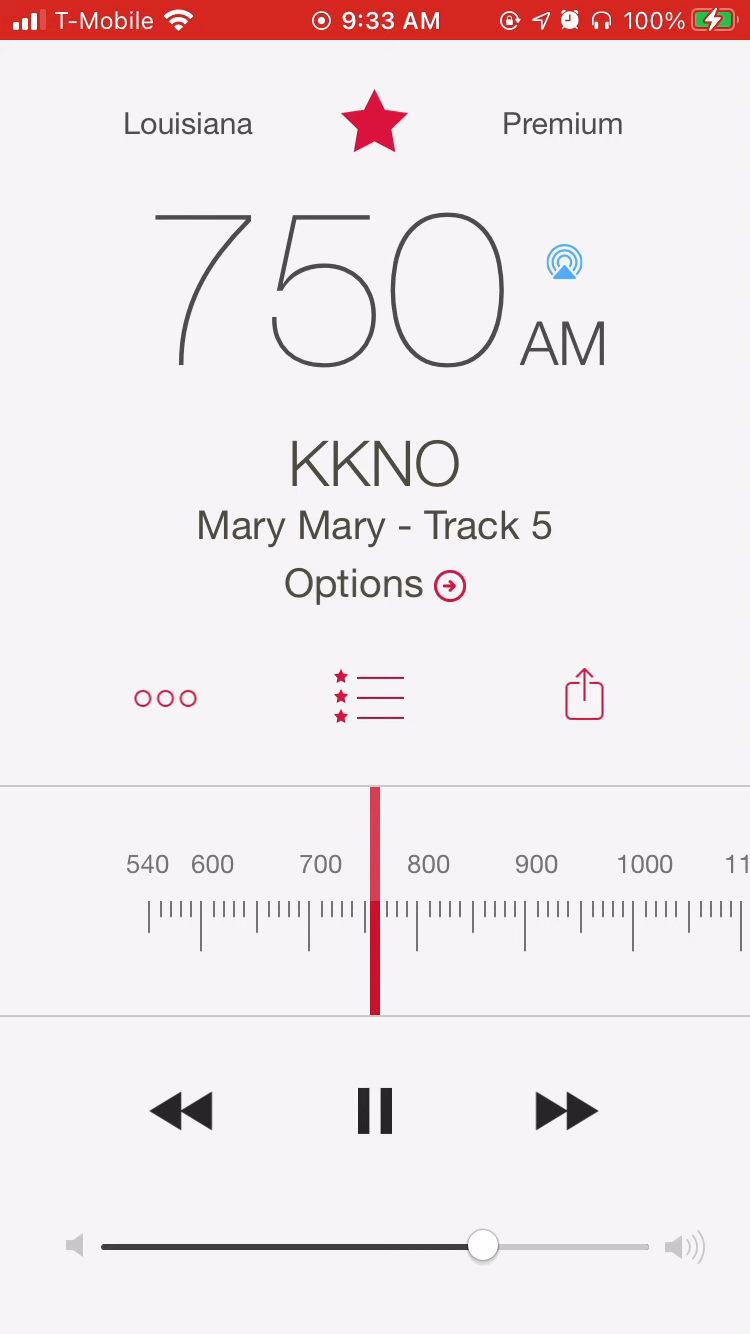 T-Mobile 9:33 AM 100%
Louisiana Premium
750 AM
KKNO
Mary Mary - Track 5
Options
540 600 700 800 900 1000 11